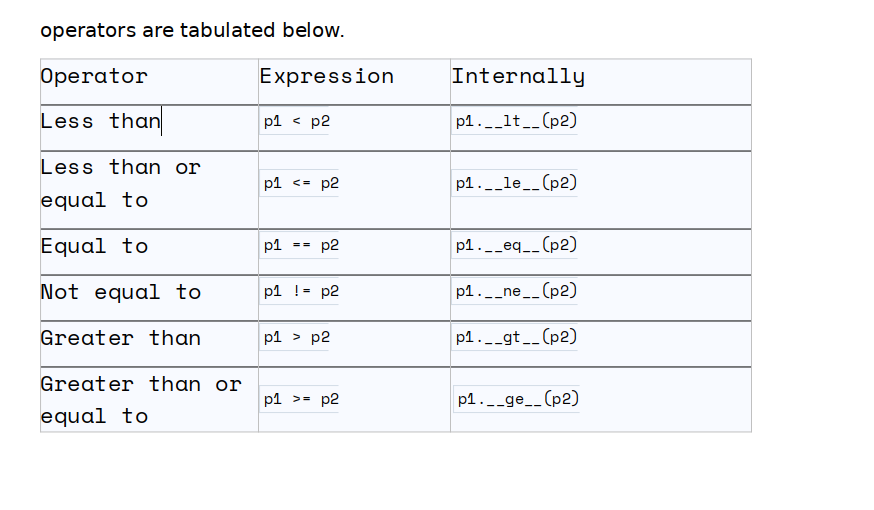 operators are tabulated below.
Operator Expression Internally
Less than p1 < p2 p1.__lt__(p2)
Less than or
equal to p1 <= p2 p1.__le__(p2)
Equal to p1 == p2 p1.__eq__(p2)
Not equal to p1 != p2 p1.__ne__(p2)
Greater than p1 > p2 p1.__gt__(p2)
Greater than or
equal to p1 >= p2 p1.__ge__(p2)